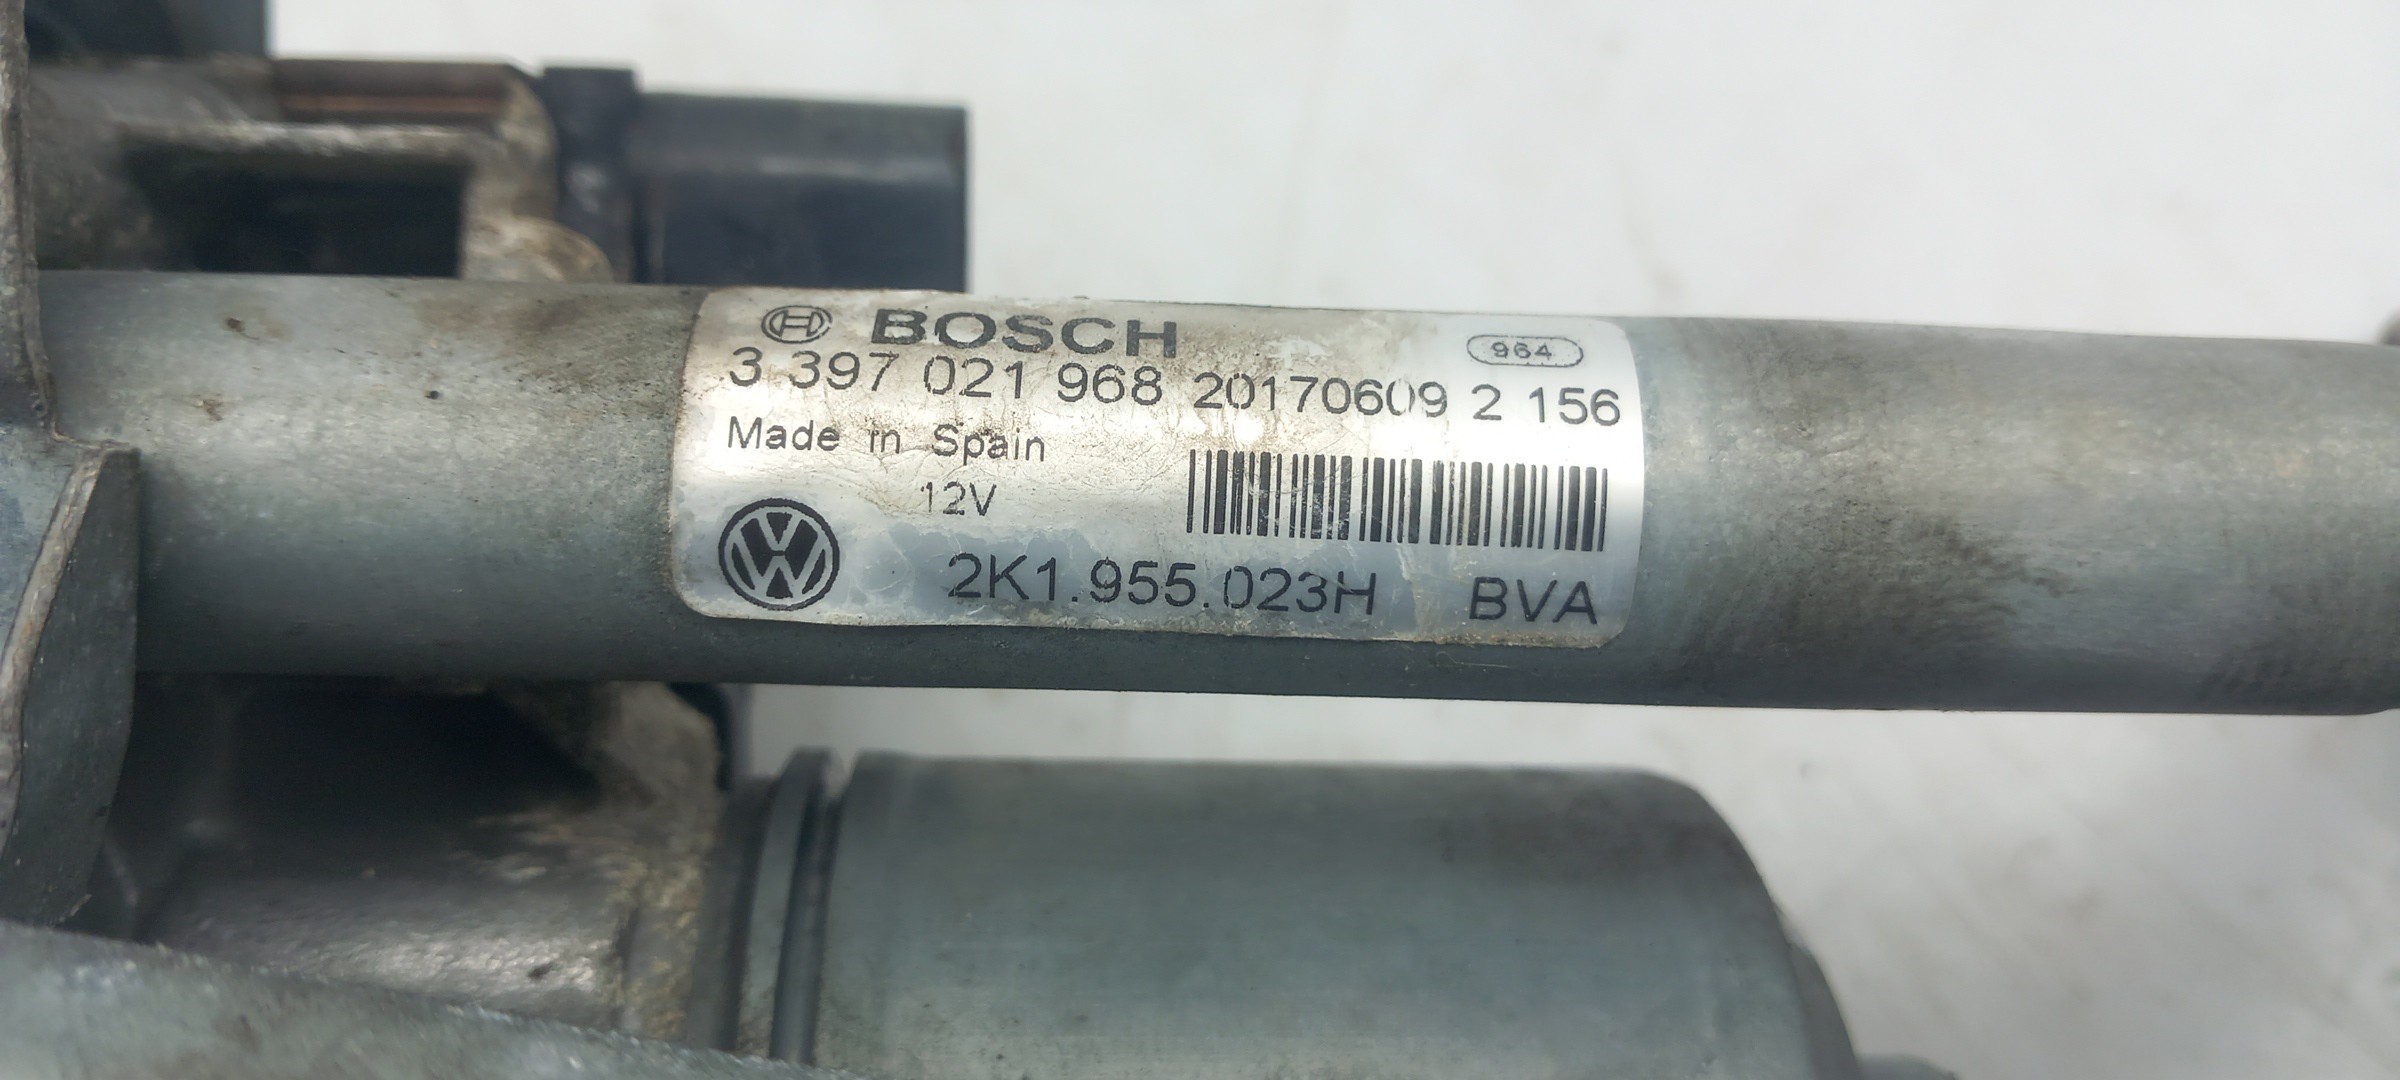 BOSCH
964
3 397 021 968 20170609 2 156
Made in Spain
12V
2K1.955.023H BVA